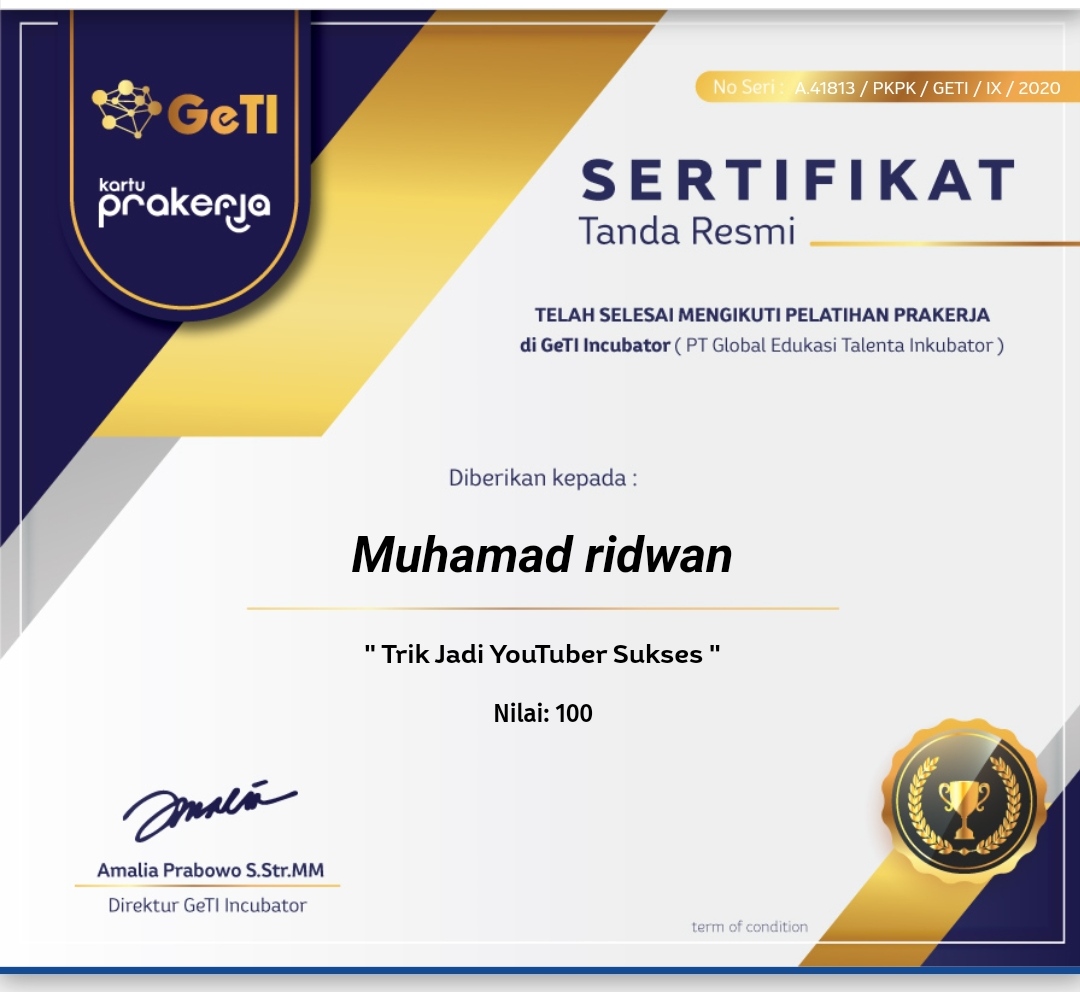 GeTI
kartu
prakerja
No Seri : A.41813 / PKPK / GETI / IX / 2020
SERTIFIKAT
Tanda Resmi
TELAH SELESAI MENGIKUTI PELATIHAN PRAKERJA
di GeTI Incubator ( PT Global Edukasi Talenta Inkubator )
Diberikan kepada :
Muhamad ridwan
" Trik Jadi YouTuber Sukses "
Nilai: 100
Amalia
Amalia Prabowo S.Str.MM
Direktur GeTI Incubator
term of condition